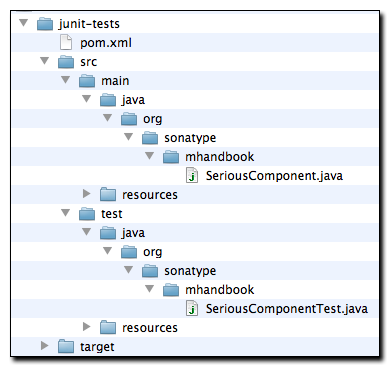 junit-tests
pom.xml
src
main
java
org
sonatype
mhandbook
SeriousComponent.java
resources
test
java
org
sonatype
mhandbook
SeriousComponentTest.java
resources
target